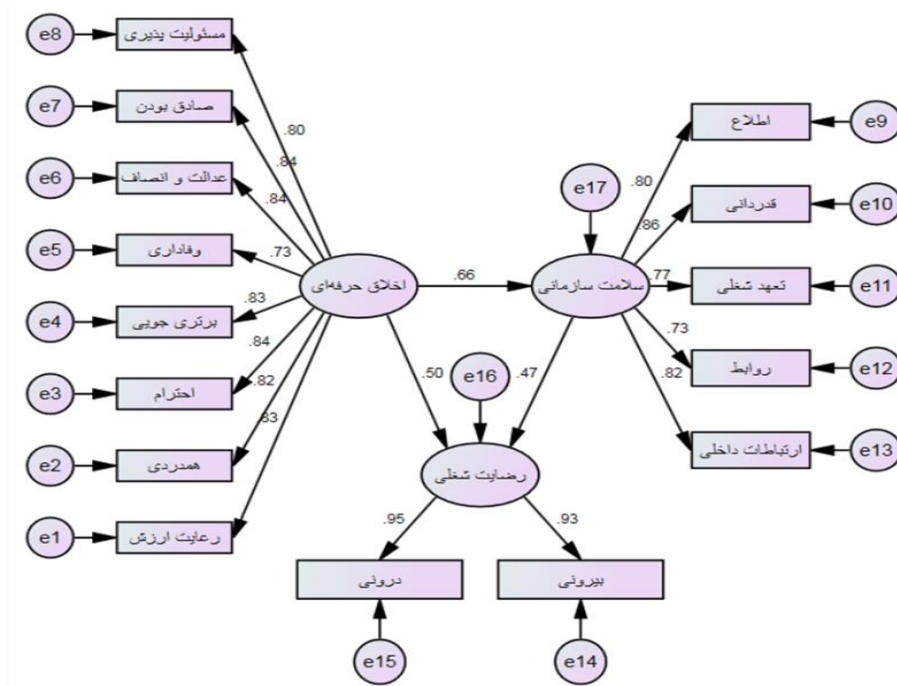 e8
مسئولیت پذیری
.80
e7
صادق بودن
.84
e6
عدالت و انصاف
.84
e5
وفاداری
.73
e4
برتری جویی
.83
e3
احترام
.84
e2
همدردی
.82
e1
رعایت ارزش
.83
اخلاق حرفه‌ای
.66
سلامت سازمانی
e17
.50
.47
e16
رضایت شغلی
.95
.93
درونی
بیرونی
e15
e14
.80
اطلاع
e9
.86
قدردانی
e10
.77
تعهد شغلی
e11
.73
روابط
e12
.82
ارتباطات داخلی
e13